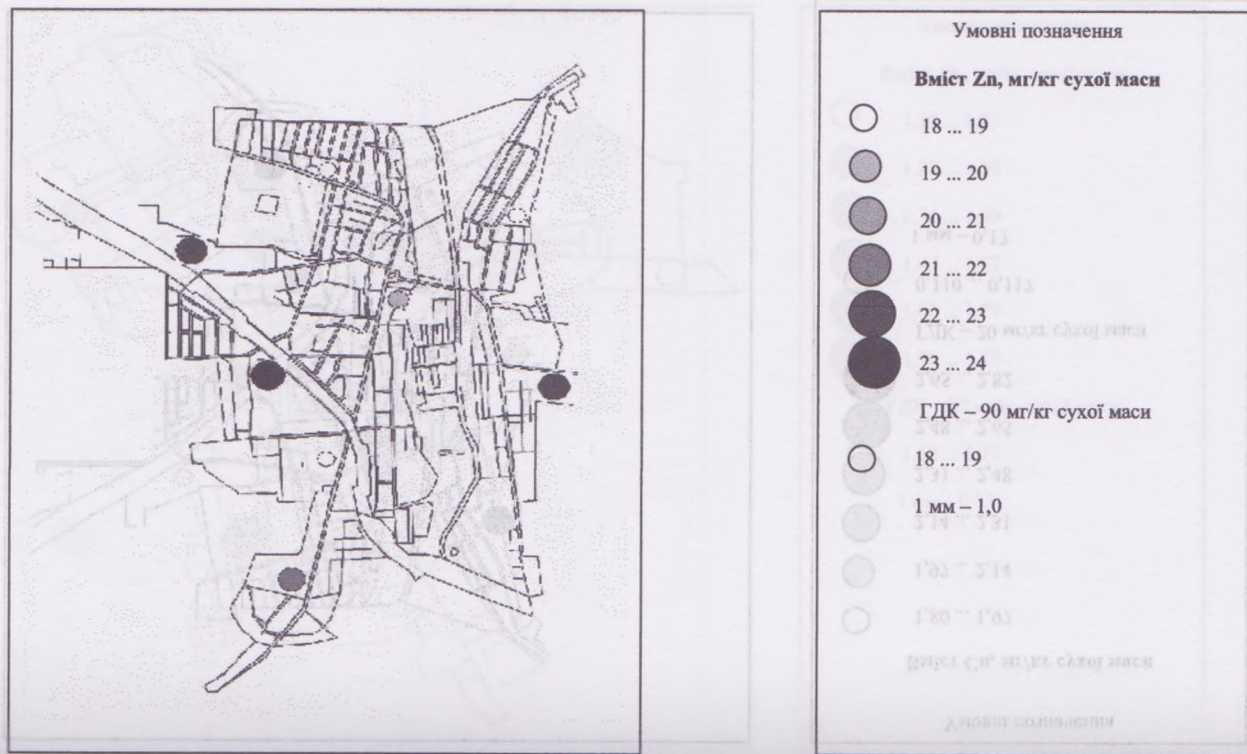 Умовні позначення
Вміст Zn, мг/кг сухої маси
18 ... 19
19 ... 20
20 ... 21
21 ... 22
22 ... 23
23 ... 24
ГДК – 90 мг/кг сухої маси
18 ... 19
1 мм – 1,0